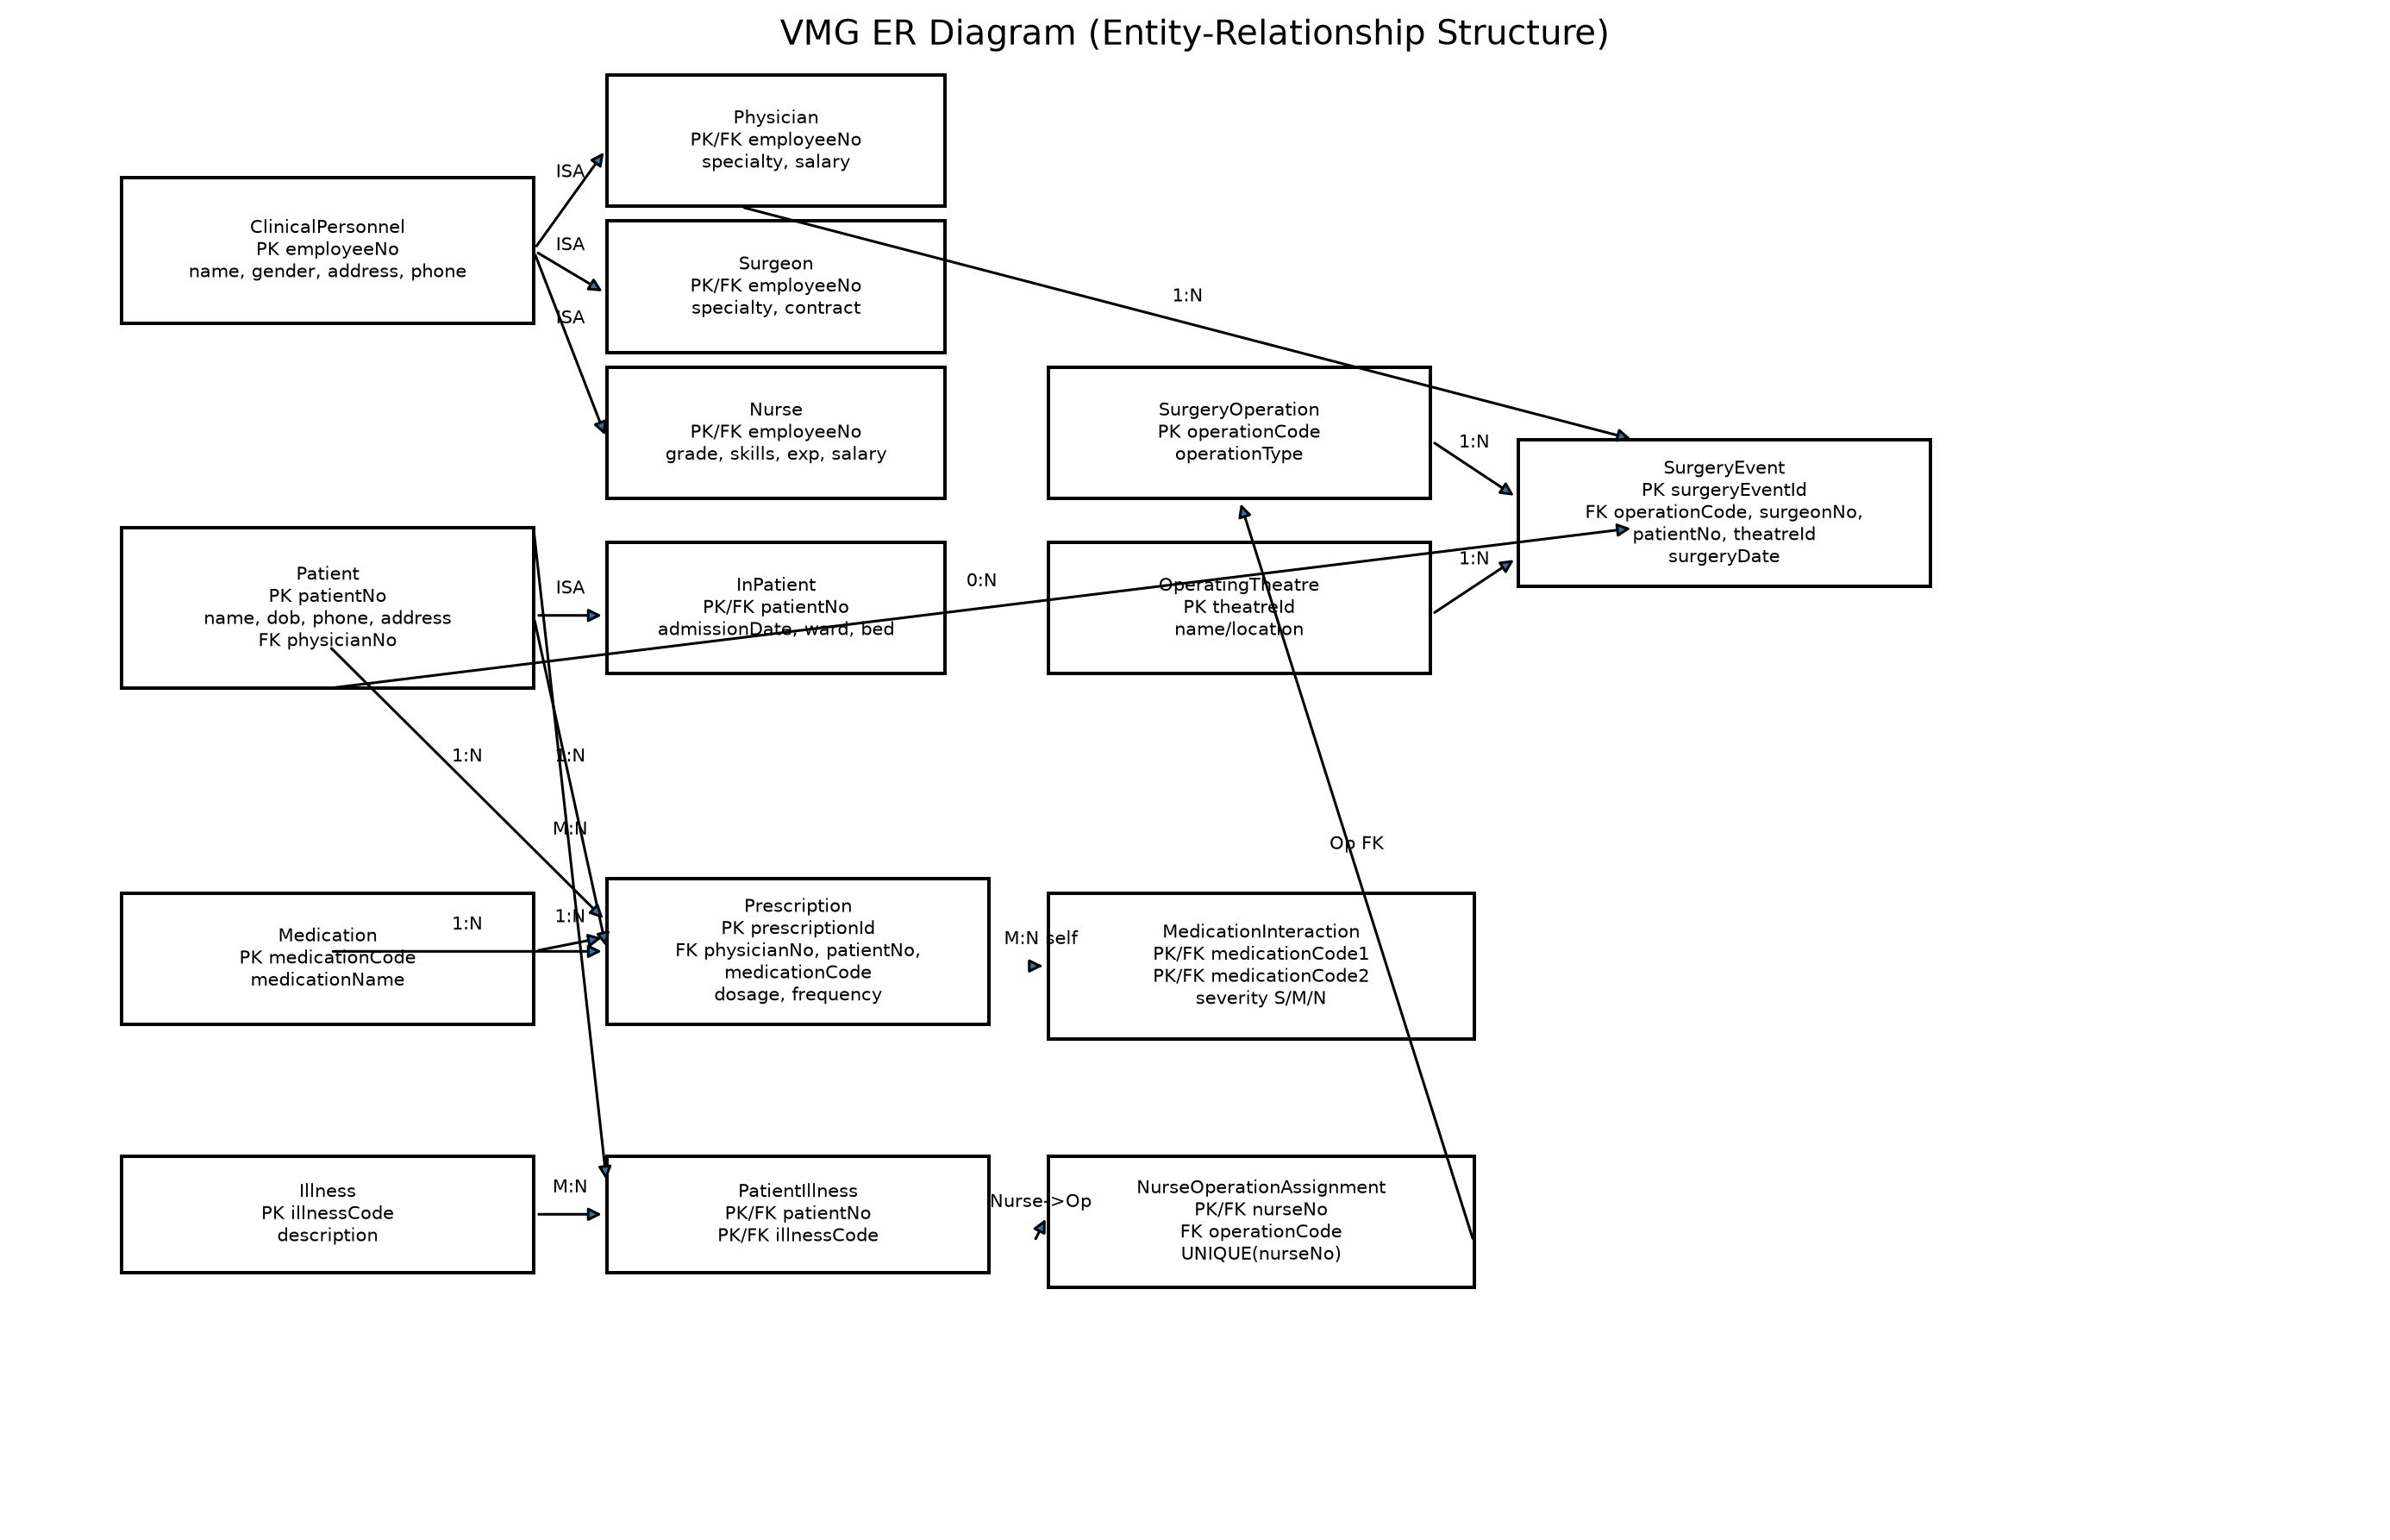 VMG ER Diagram (Entity-Relationship Structure)
Physician
PK/FK employeeNo
specialty, salary
ClinicalPersonnel
PK employeeNo
name, gender, address, phone
ISA
ISA
ISA
Surgeon
PK/FK employeeNo
specialty, contract
1:N
Nurse
PK/FK employeeNo
grade, skills, exp, salary
SurgeryOperation
PK operationCode
operationType
1:N
SurgeryEvent
PK surgeryEventId
FK operationCode, surgeonNo,
patientNo, theatreId
surgeryDate
Patient
PK patientNo
name, dob, phone, address
FK physicianNo
ISA
InPatient
PK/FK patientNo
admissionDate, ward, bed
0:N
OperatingTheatre
PK theatreId
name/location
1:N
1:N
1:N
M:N
Op FK
Medication
PK medicationCode
medicationName
1:N
1:N
Prescription
PK prescriptionId
FK physicianNo, patientNo,
medicationCode
dosage, frequency
M:N self
MedicationInteraction
PK/FK medicationCode1
PK/FK medicationCode2
severity S/M/N
Illness
PK illnessCode
description
M:N
PatientIllness
PK/FK patientNo
PK/FK illnessCode
Nurse->Op
NurseOperationAssignment
PK/FK nurseNo
FK operationCode
UNIQUE(nurseNo)